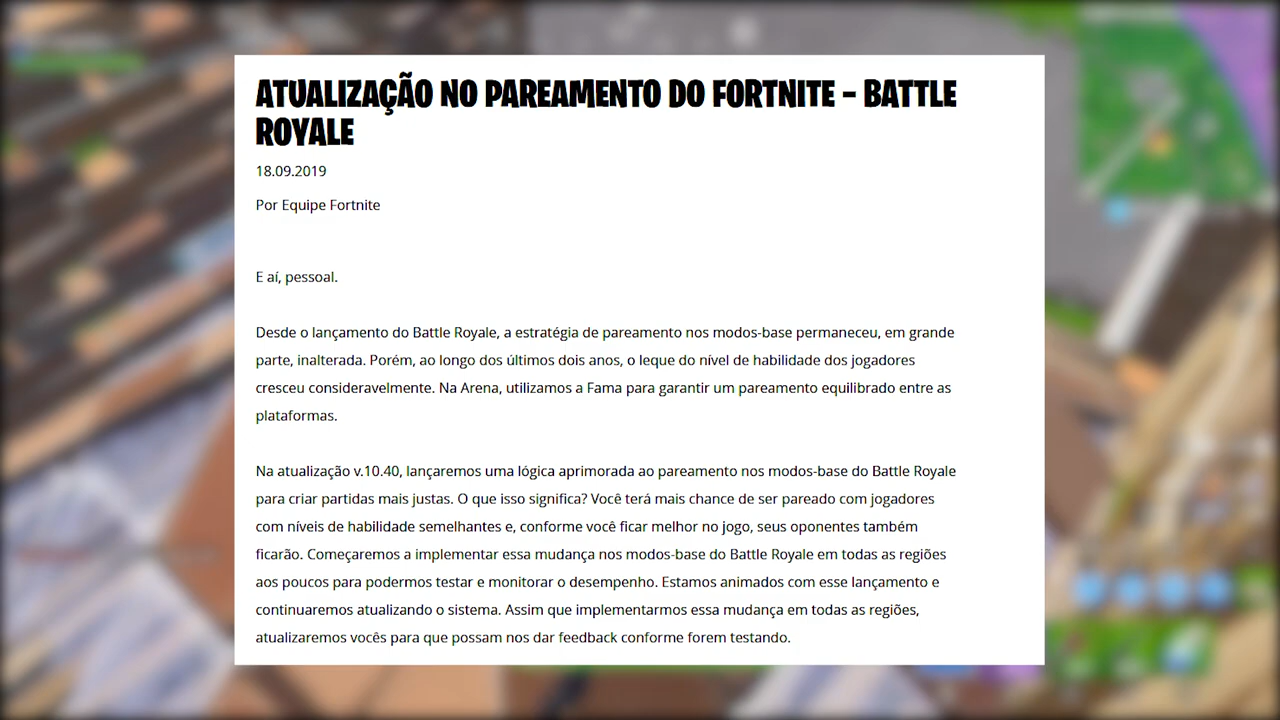 ATUALIZAÇÃO NO PAREAMENTO DO FORTNITE – BATTLE
ROYALE
18.09.2019
Por Equipe Fortnite
E aí, pessoal.
Desde o lançamento do Battle Royale, a estratégia de pareamento nos modos-base permaneceu, em grande
parte, inalterada. Porém, ao longo dos últimos dois anos, o leque do nível de habilidade dos jogadores
cresceu consideravelmente. Na Arena, utilizamos a Fama para garantir um pareamento equilibrado entre as
plataformas.
Na atualização v.10.40, lançaremos uma lógica aprimorada ao pareamento nos modos-base do Battle Royale
para criar partidas mais justas. O que isso significa? Você terá mais chance de ser pareado com jogadores
com níveis de habilidade semelhantes e, conforme você ficar melhor no jogo, seus oponentes também
ficarão. Começaremos a implementar essa mudança nos modos-base do Battle Royale em todas as regiões
aos poucos para podermos testar e monitorar o desempenho. Estamos animados com esse lançamento e
continuaremos atualizando o sistema. Assim que implementarmos essa mudança em todas as regiões,
atualizaremos vocês para que possam nos dar feedback conforme forem testando.